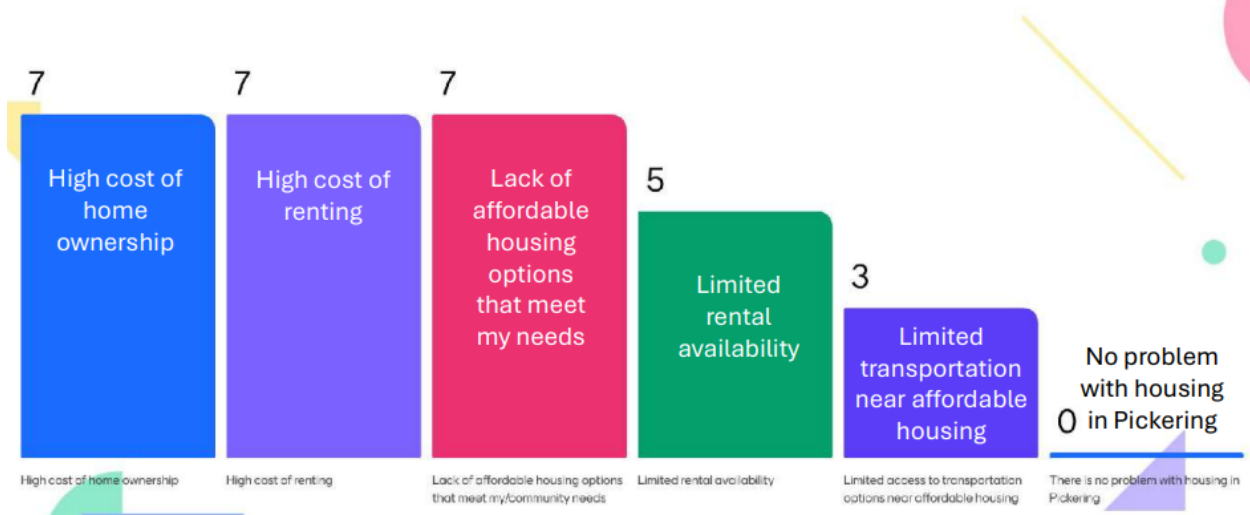 7
High cost of
home
ownership
7
High cost of
renting
7
Lack of
affordable
housing
options
that meet
my needs
5
Limited
rental
availability
3
Limited
transportation
near affordable
housing
No problem
with housing
0 in Pickering
High cost of home ownership
High cost of renting
Lack of affordable housing options
that meet my/community needs
Limited rental availability
Limited access to transportation
options near affordable housing
There is no problem with housing in
Pickering